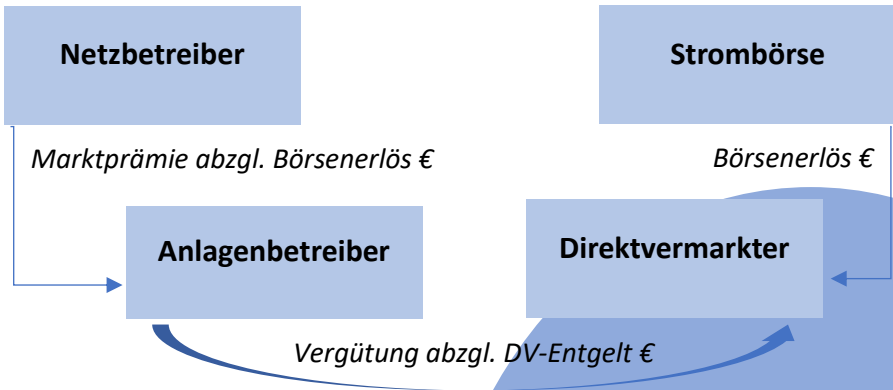 Netzbetreiber
Strombörse
Marktprämie abzgl. Börsenerlös €
Börsenerlös €
Anlagenbetreiber
Direktvermarkter
Vergütung abzgl. DV-Entgelt €